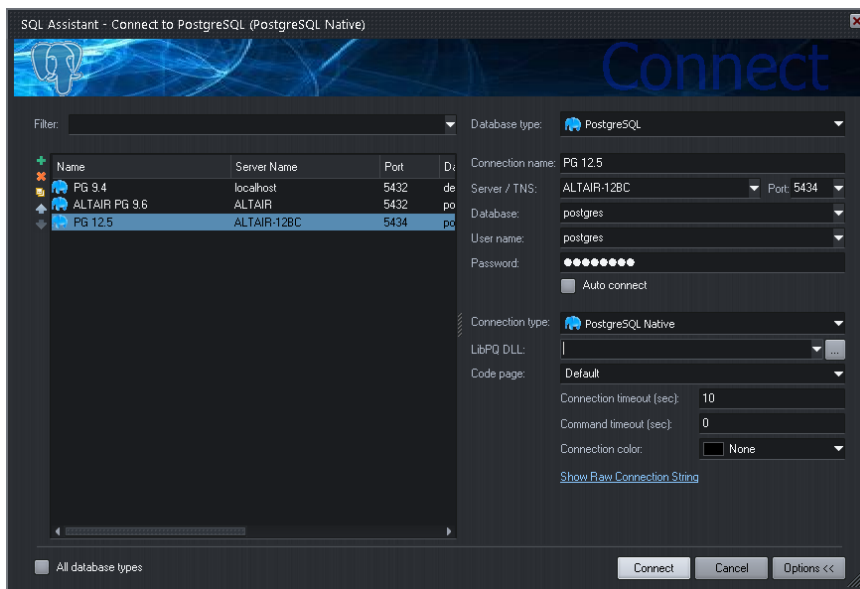 SQL Assistant - Connect to PostgreSQL (PostgreSQL Native)
Connect
Filter:
Name Server Name Port Da
PG 9.4 localhost 5432 de
ALTAIR PG 9.6 ALTAIR 5432 po
PG 12.5 ALTAIR-12BC 5434 po
Database type: PostgreSQL
Connection name: PG 12.5
Server / TNS: ALTAIR-12BC Port: 5434
Database: postgres
User name: postgres
Password: ●●●●●●●●
Auto connect
Connection type: PostgreSQL Native
LibPQ DLL: ...
Code page: Default
Connection timeout (sec): 10
Command timeout (sec): 0
Connection color: None
Show Raw Connection String
All database types
Connect Cancel Options <<